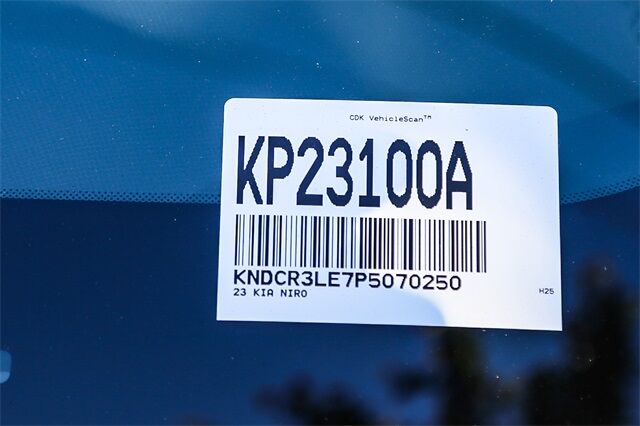 CDK VehicleScan™
KP23100A
KNDCR3LE7P5070250
23 KIA NIRO
H25